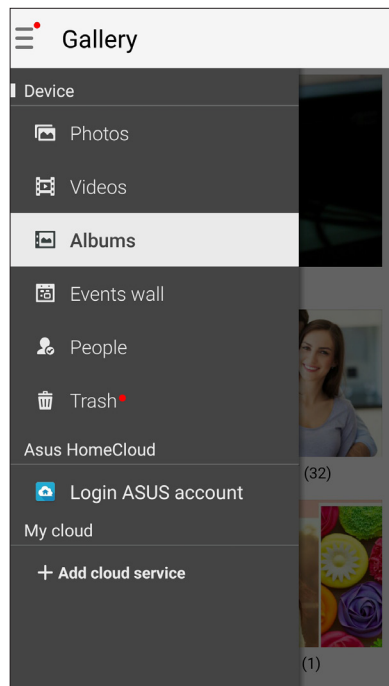 Gallery
Device
Photos
Videos
Albums
Events wall
People
Trash
Asus HomeCloud
Login ASUS account
(32)
My cloud
+ Add cloud service
(1)